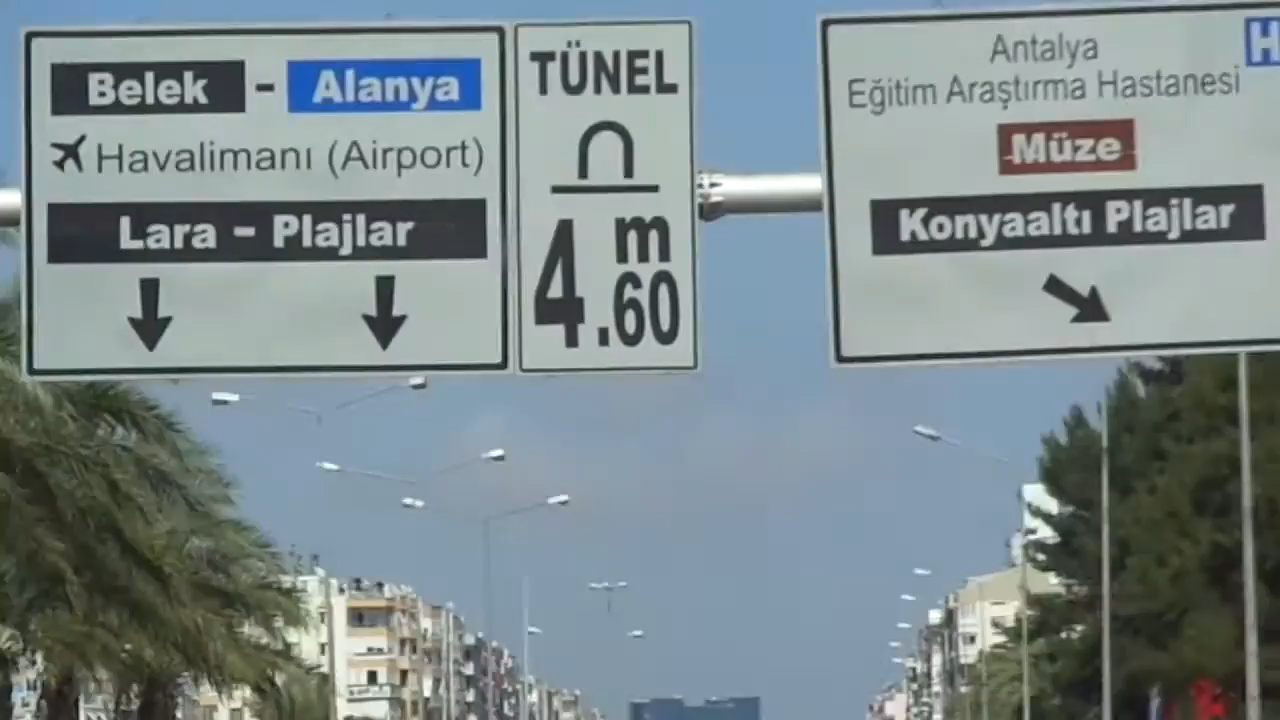 Belek - Alanya
Havalimanı (Airport)
Lara - Plajlar
TÜNEL
4.60 m
Antalya
H
Eğitim Araştırma Hastanesi
Müze
Konyaaltı Plajlar